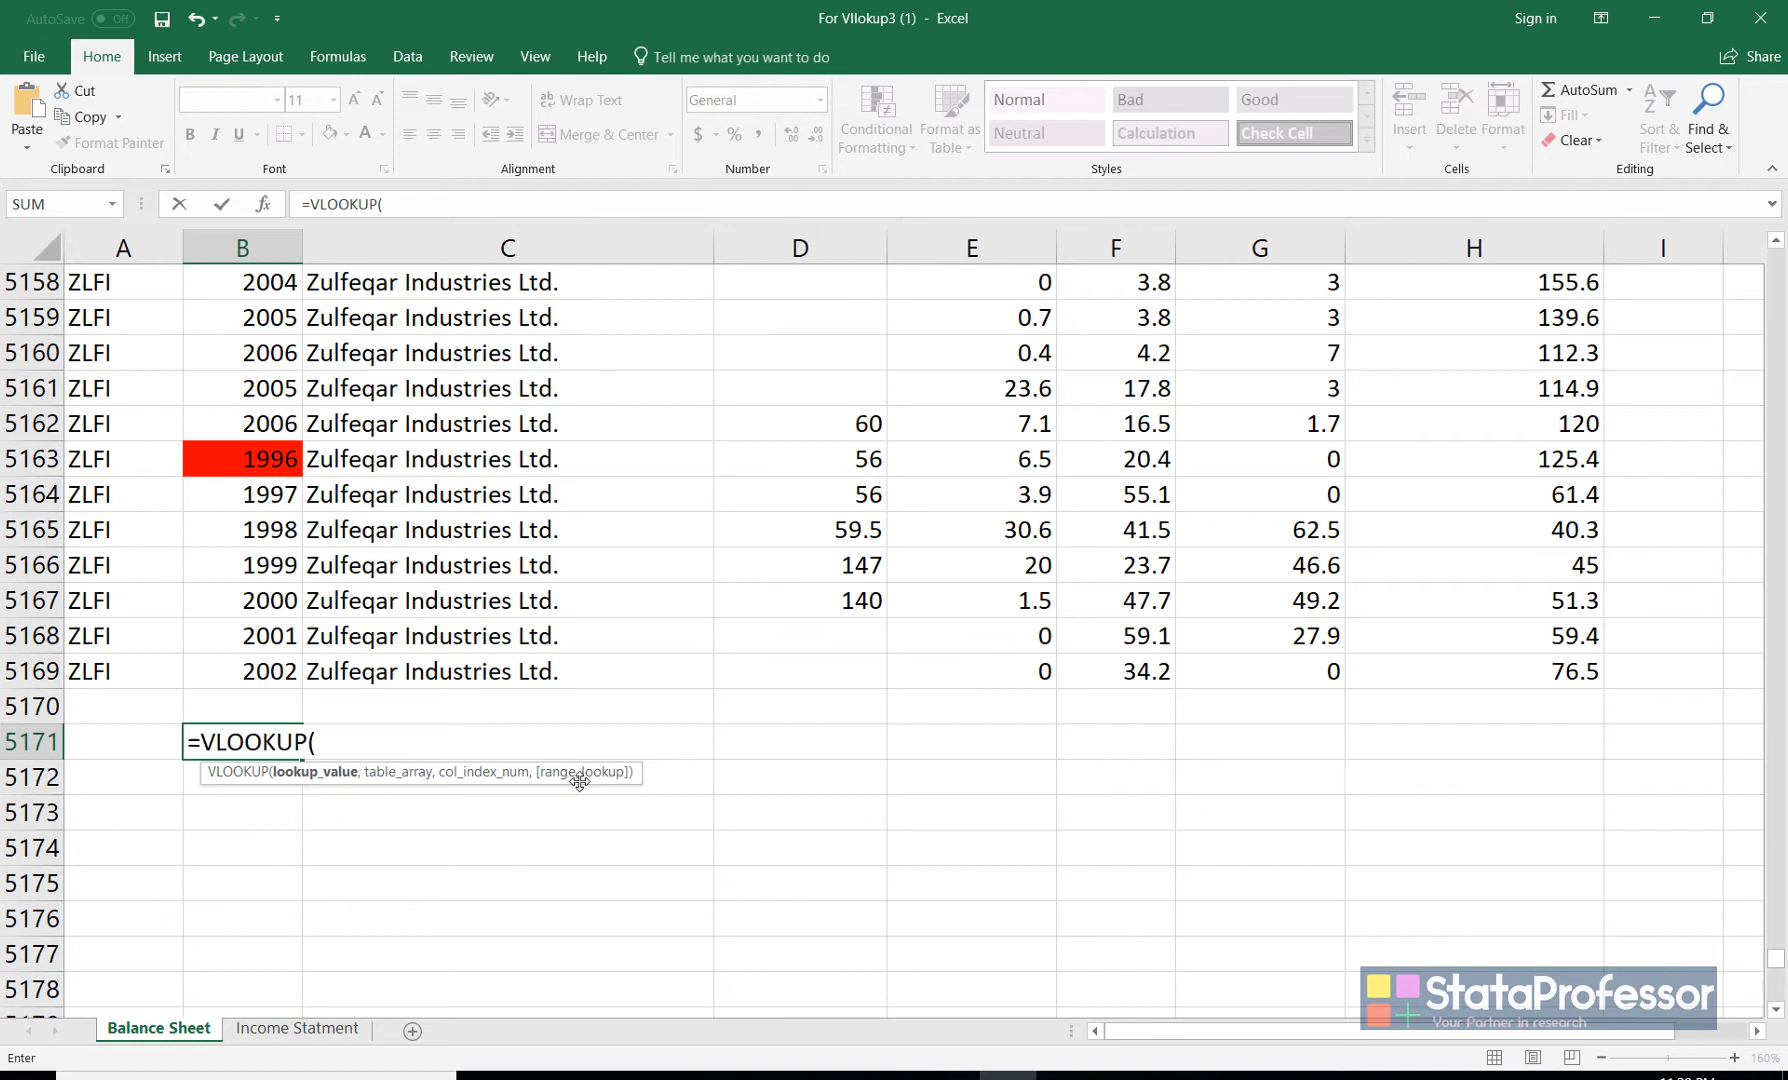 AutoSave Off
For Vllokup3 (1) - Excel
Sign in
File Home Insert Page Layout Formulas Data Review View Help Tell me what you want to do Share
Paste Cut Copy Format Painter
11 B I U A
Wrap Text Merge & Center
General $ %
Conditional Formatting Format as Table
Normal Bad Good
Neutral Calculation Check Cell
Insert Delete Format
AutoSum Fill Clear
Sort & Filter Find & Select
Clipboard Font Alignment Number Styles Cells Editing
SUM fx =VLOOKUP(
A B C D E F G H I
5158 ZLFI 2004 Zulfeqar Industries Ltd. 0 3.8 3 155.6
5159 ZLFI 2005 Zulfeqar Industries Ltd. 0.7 3.8 3 139.6
5160 ZLFI 2006 Zulfeqar Industries Ltd. 0.4 4.2 7 112.3
5161 ZLFI 2005 Zulfeqar Industries Ltd. 23.6 17.8 3 114.9
5162 ZLFI 2006 Zulfeqar Industries Ltd. 60 7.1 16.5 1.7 120
5163 ZLFI 1996 Zulfeqar Industries Ltd. 56 6.5 20.4 0 125.4
5164 ZLFI 1997 Zulfeqar Industries Ltd. 56 3.9 55.1 0 61.4
5165 ZLFI 1998 Zulfeqar Industries Ltd. 59.5 30.6 41.5 62.5 40.3
5166 ZLFI 1999 Zulfeqar Industries Ltd. 147 20 23.7 46.6 45
5167 ZLFI 2000 Zulfeqar Industries Ltd. 140 1.5 47.7 49.2 51.3
5168 ZLFI 2001 Zulfeqar Industries Ltd. 0 59.1 27.9 59.4
5169 ZLFI 2002 Zulfeqar Industries Ltd. 0 34.2 0 76.5
5170
5171 =VLOOKUP(
5172 VLOOKUP(lookup_value, table_array, col_index_num, [range_lookup])
5173
5174
5175
5176
5177
5178
StataProfessor
Your Partner in research
Balance Sheet Income Statment
Enter 160%